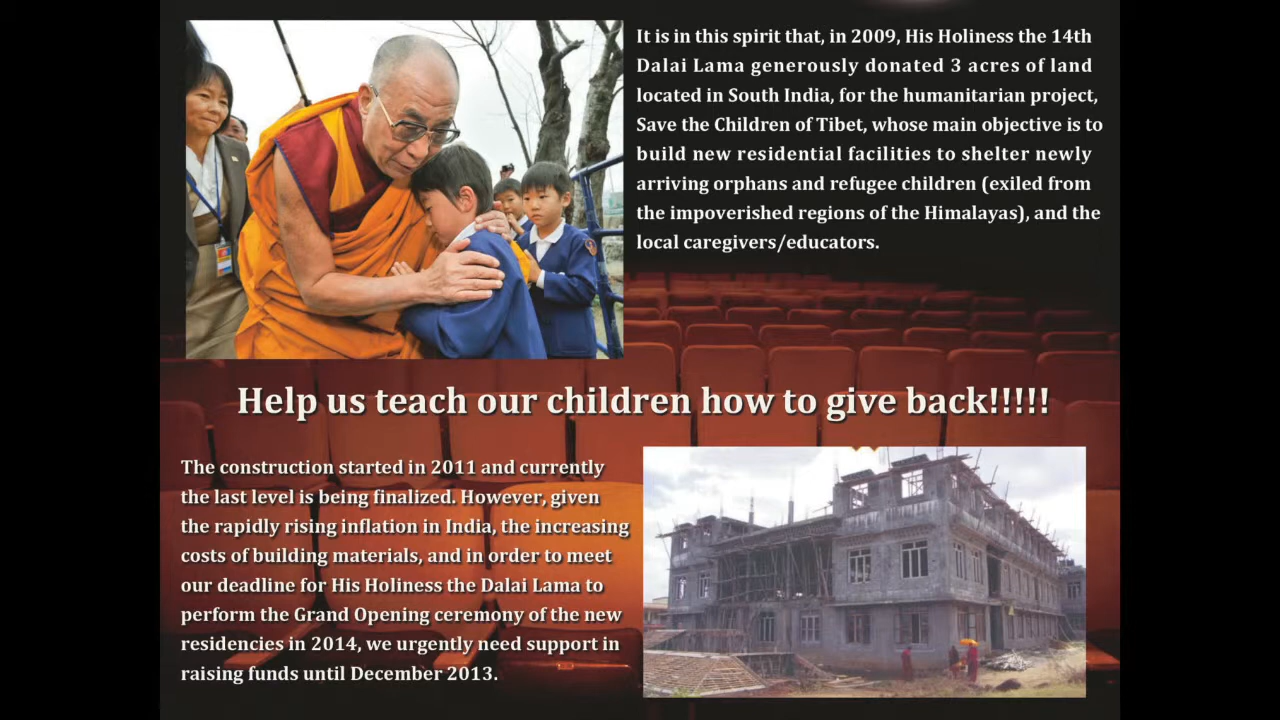 It is in this spirit that, in 2009, His Holiness the 14th
Dalai Lama generously donated 3 acres of land
located in South India, for the humanitarian project,
Save the Children of Tibet, whose main objective is to
build new residential facilities to shelter newly
arriving orphans and refugee children (exiled from
the impoverished regions of the Himalayas), and the
local caregivers/educators.
Help us teach our children how to give back!!!!!
The construction started in 2011 and currently
the last level is being finalized. However, given
the rapidly rising inflation in India, the increasing
costs of building materials, and in order to meet
our deadline for His Holiness the Dalai Lama to
perform the Grand Opening ceremony of the new
residencies in 2014, we urgently need support in
raising funds until December 2013.